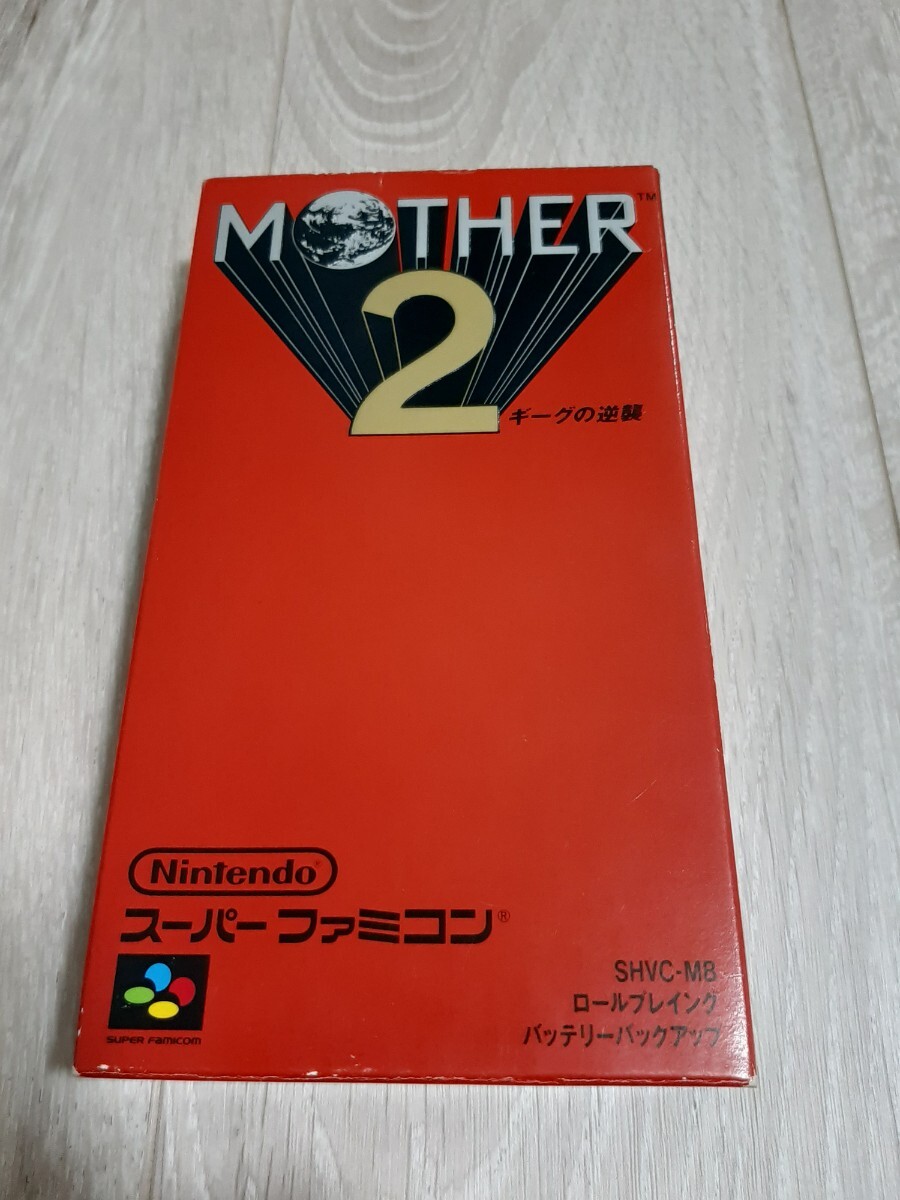 MOTHER™
2
ギーグの逆襲
Nintendo®
スーパーファミコン®
SUPER FAMICOM
SHVC-MB
ロールプレイング
バッテリーバックアップ